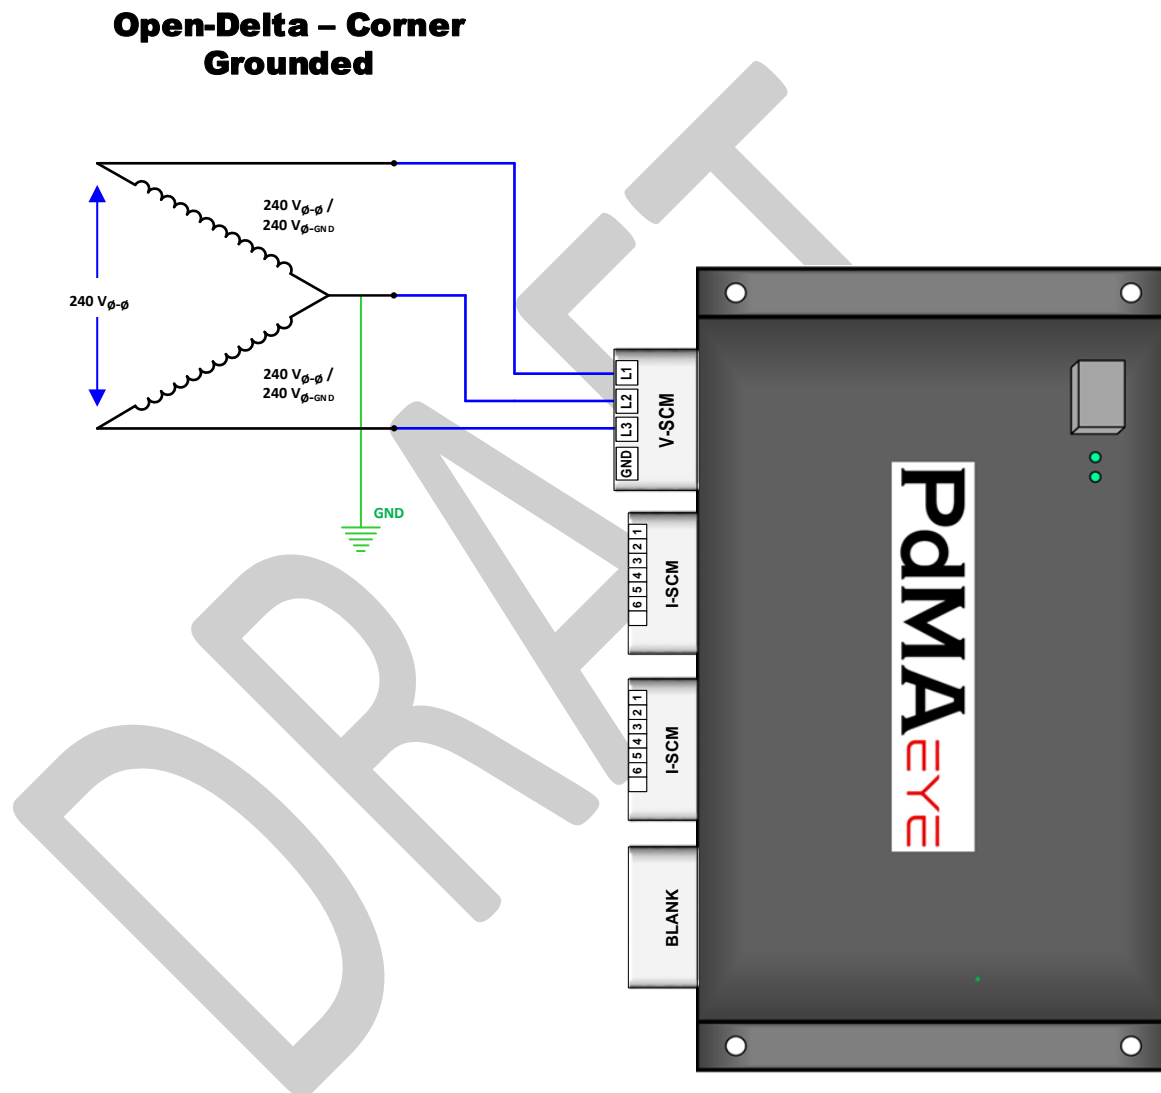 Open-Delta – Corner
Grounded
240 VØ-Ø /
240 VØ-GND
240 VØ-Ø
240 VØ-Ø /
240 VØ-GND
GND
L1
L2
L3
GND
V-SCM
1
2
3
4
5
6
I-SCM
1
2
3
4
5
6
I-SCM
BLANK
PdMA
EYE
DRAFT